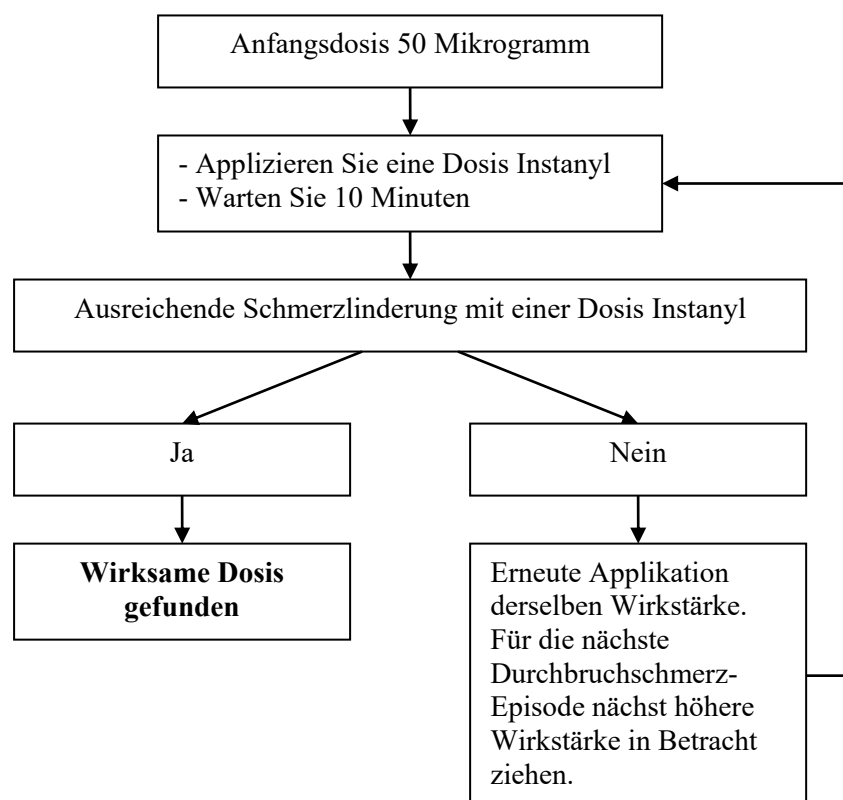 Anfangsdosis 50 Mikrogramm
- Applizieren Sie eine Dosis Instanyl
- Warten Sie 10 Minuten
Ausreichende Schmerzlinderung mit einer Dosis Instanyl
Ja
Nein
Wirksame Dosis
gefunden
Erneute Applikation
derselben Wirkstärke.
Für die nächste
Durchbruchschmerz-
Episode nächst höhere
Wirkstärke in Betracht
ziehen.